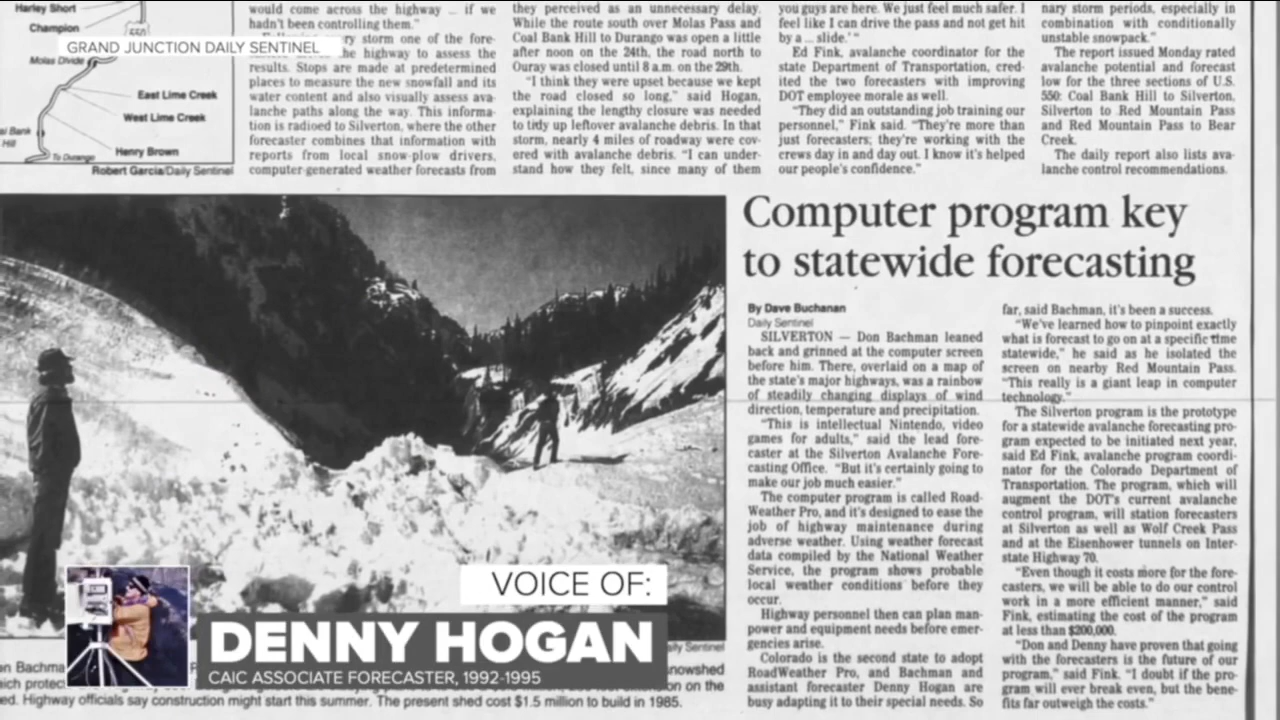 Harley Short
Champion
550
GRAND JUNCTION DAILY SENTINEL
Molas Divide
East Lime Creek
West Lime Creek
Henry Brown
Hill
To Durango
Robert Garcia/Daily Sentinel
would come across the highway ... if we
hadn't been controlling them."
ry storm one of the fore-
the highway to assess the
results. Stops are made at predetermined
places to measure the new snowfall and its
water content and also visually assess ava-
lanche paths along the way. This informa-
tion is radioed to Silverton, where the other
forecaster combines that information with
reports from local snow-plow drivers,
computer-generated weather forecasts from
they perceived as an unnecessary delay.
While the route south over Molas Pass and
Coal Bank Hill to Durango was open a little
after noon on the 24th, the road north to
Ouray was closed until 8 a.m. on the 29th.
"I think they were upset because we kept
the road closed so long," said Hogan,
explaining the lengthy closure was needed
to tidy up leftover avalanche debris. In that
storm, nearly 4 miles of roadway were cov-
ered with avalanche debris. "I can under-
stand how they felt, since many of them
you guys are here. We just feel much safer. I
feel like I can drive the pass and not get hit
by a ... slide.' "
Ed Fink, avalanche coordinator for the
state Department of Transportation, cred-
ited the two forecasters with improving
DOT employee morale as well.
"They did an outstanding job training our
personnel," Fink said. "They're more than
just forecasters; they're working with the
crews day in and day out. I know it's helped
our people's confidence."
nary storm periods, especially in
combination with conditionally
unstable snowpack."
The report issued Monday rated
avalanche potential and forecast
low for the three sections of U.S.
550: Coal Bank Hill to Silverton,
Silverton to Red Mountain Pass
and Red Mountain Pass to Bear
Creek.
The daily report also lists ava-
lanche control recommendations.
Computer program key
to statewide forecasting
By Dave Buchanan
Daily Sentinel
SILVERTON — Don Bachman leaned
back and grinned at the computer screen
before him. There, overlaid on a map of
the state's major highways, was a rainbow
of steadily changing displays of wind
direction, temperature and precipitation.
"This is intellectual Nintendo, video
games for adults," said the lead fore-
caster at the Silverton Avalanche Fore-
casting Office. "But it's certainly going to
make our job much easier."
The computer program is called Road-
Weather Pro, and it's designed to ease the
job of highway maintenance during
adverse weather. Using weather forecast
data compiled by the National Weather
Service, the program shows probable
local weather conditions before they
occur.
Highway personnel then can plan man-
power and equipment needs before emer-
gencies arise.
Colorado is the second state to adopt
RoadWeather Pro, and Bachman and
assistant forecaster Denny Hogan are
busy adapting it to their special needs. So
far, said Bachman, it's been a success.
"We've learned how to pinpoint exactly
what is forecast to go on at a specific time
statewide," he said as he isolated the
screen on nearby Red Mountain Pass.
"This really is a giant leap in computer
technology."
The Silverton program is the prototype
for a statewide avalanche forecasting pro-
gram expected to be initiated next year,
said Ed Fink, avalanche program coordi-
nator for the Colorado Department of
Transportation. The program, which will
augment the DOT's current avalanche
control program, will station forecasters
at Silverton as well as Wolf Creek Pass
and at the Eisenhower tunnels on Inter-
state Highway 70.
"Even though it costs more for the fore-
casters, we will be able to do our control
work in a more efficient manner," said
Fink, estimating the cost of the program
at less than $200,000.
"Don and Denny have proven that going
with the forecasters is the future of our
program," said Fink. "I doubt if the pro-
gram will ever break even, but the bene-
fits far outweigh the costs."
VOICE OF:
DENNY HOGAN
CAIC ASSOCIATE FORECASTER, 1992-1995
aily Sentinel
en Bachma
nowshed
ich protec
on on the
ed. Highway officials say construction might start this summer. The present shed cost $1.5 million to build in 1985.